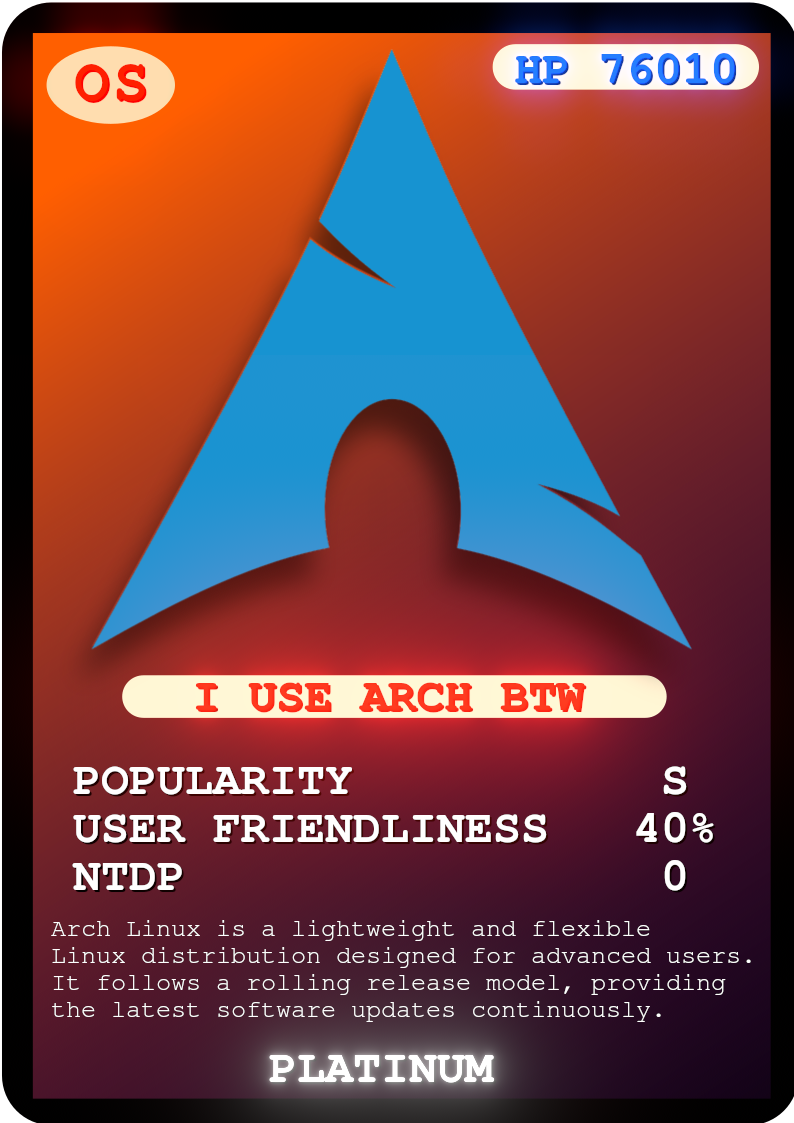 OS
HP 76010
I USE ARCH BTW
POPULARITY S
USER FRIENDLINESS 40%
NTDP 0
Arch Linux is a lightweight and flexible
Linux distribution designed for advanced users.
It follows a rolling release model, providing
the latest software updates continuously.
PLATINUM